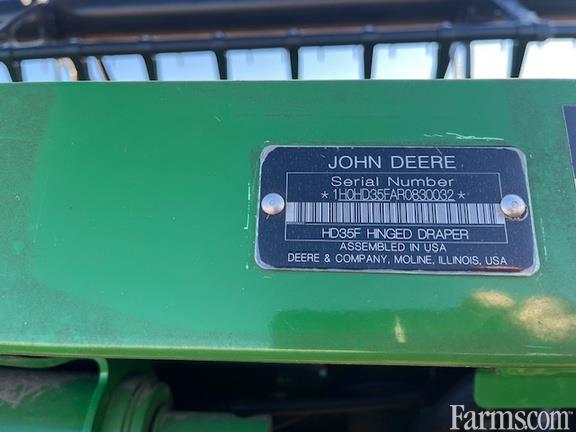 JOHN DEERE
Serial Number
*1H0HD35FAR0830032*
HD35F HINGED DRAPER
ASSEMBLED IN USA
DEERE & COMPANY, MOLINE, ILLINOIS, USA
Farms.com